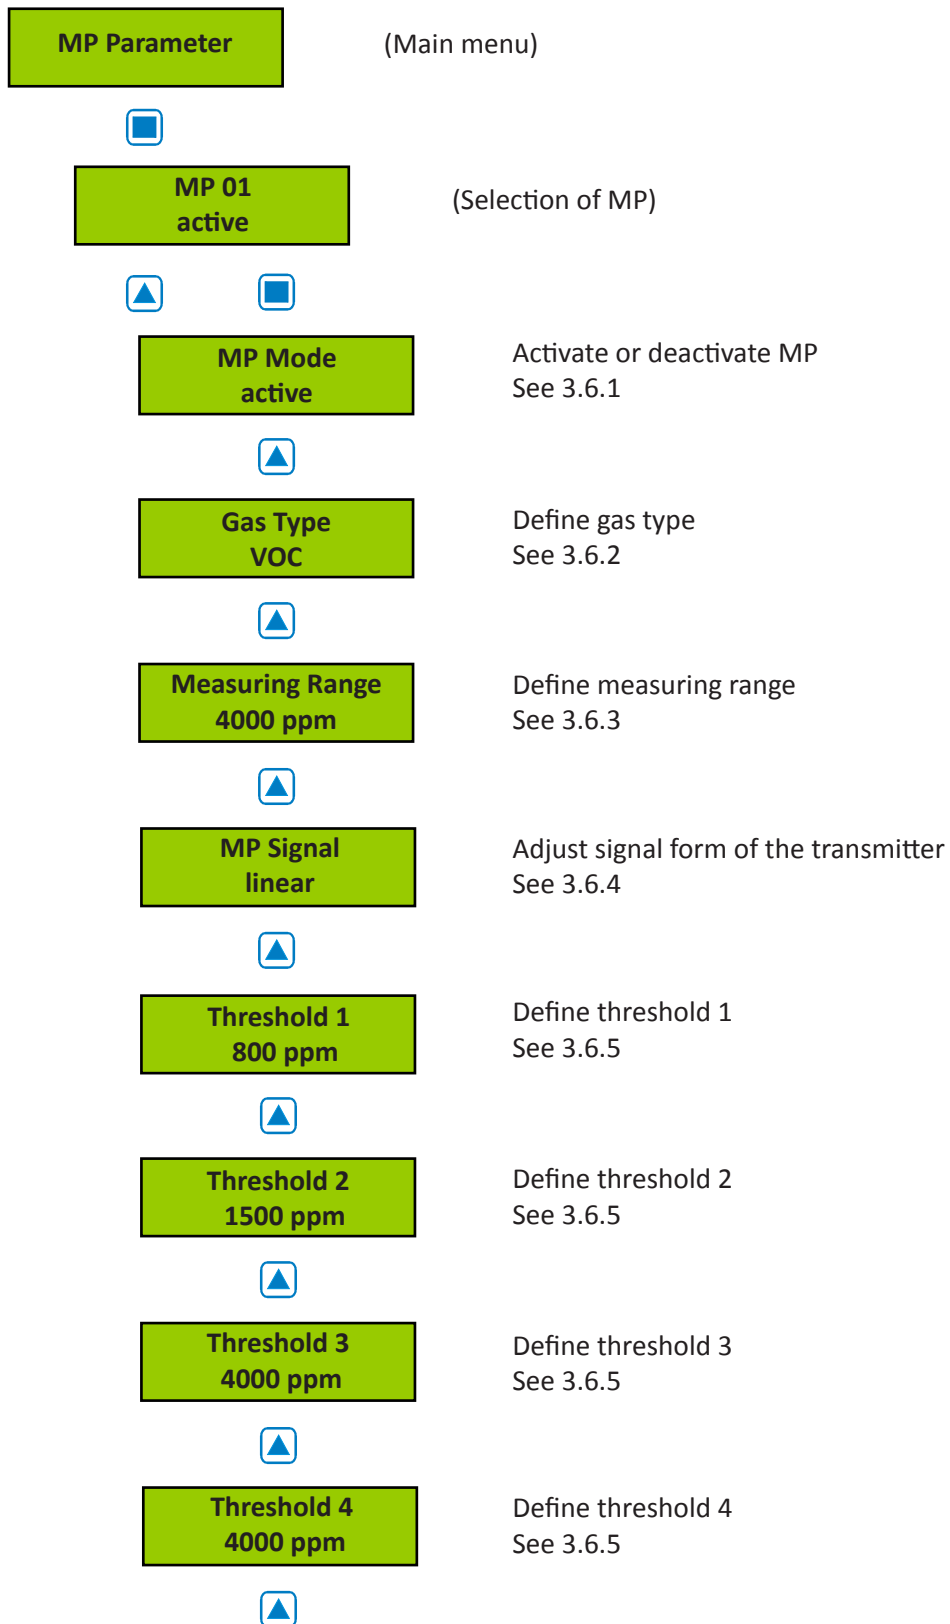 MP Parameter
(Main menu)
MP 01
active
(Selection of MP)
MP Mode
active
Activate or deactivate MP
See 3.6.1
Gas Type
VOC
Define gas type
See 3.6.2
Measuring Range
4000 ppm
Define measuring range
See 3.6.3
MP Signal
linear
Adjust signal form of the transmitter
See 3.6.4
Threshold 1
800 ppm
Define threshold 1
See 3.6.5
Threshold 2
1500 ppm
Define threshold 2
See 3.6.5
Threshold 3
4000 ppm
Define threshold 3
See 3.6.5
Threshold 4
4000 ppm
Define threshold 4
See 3.6.5